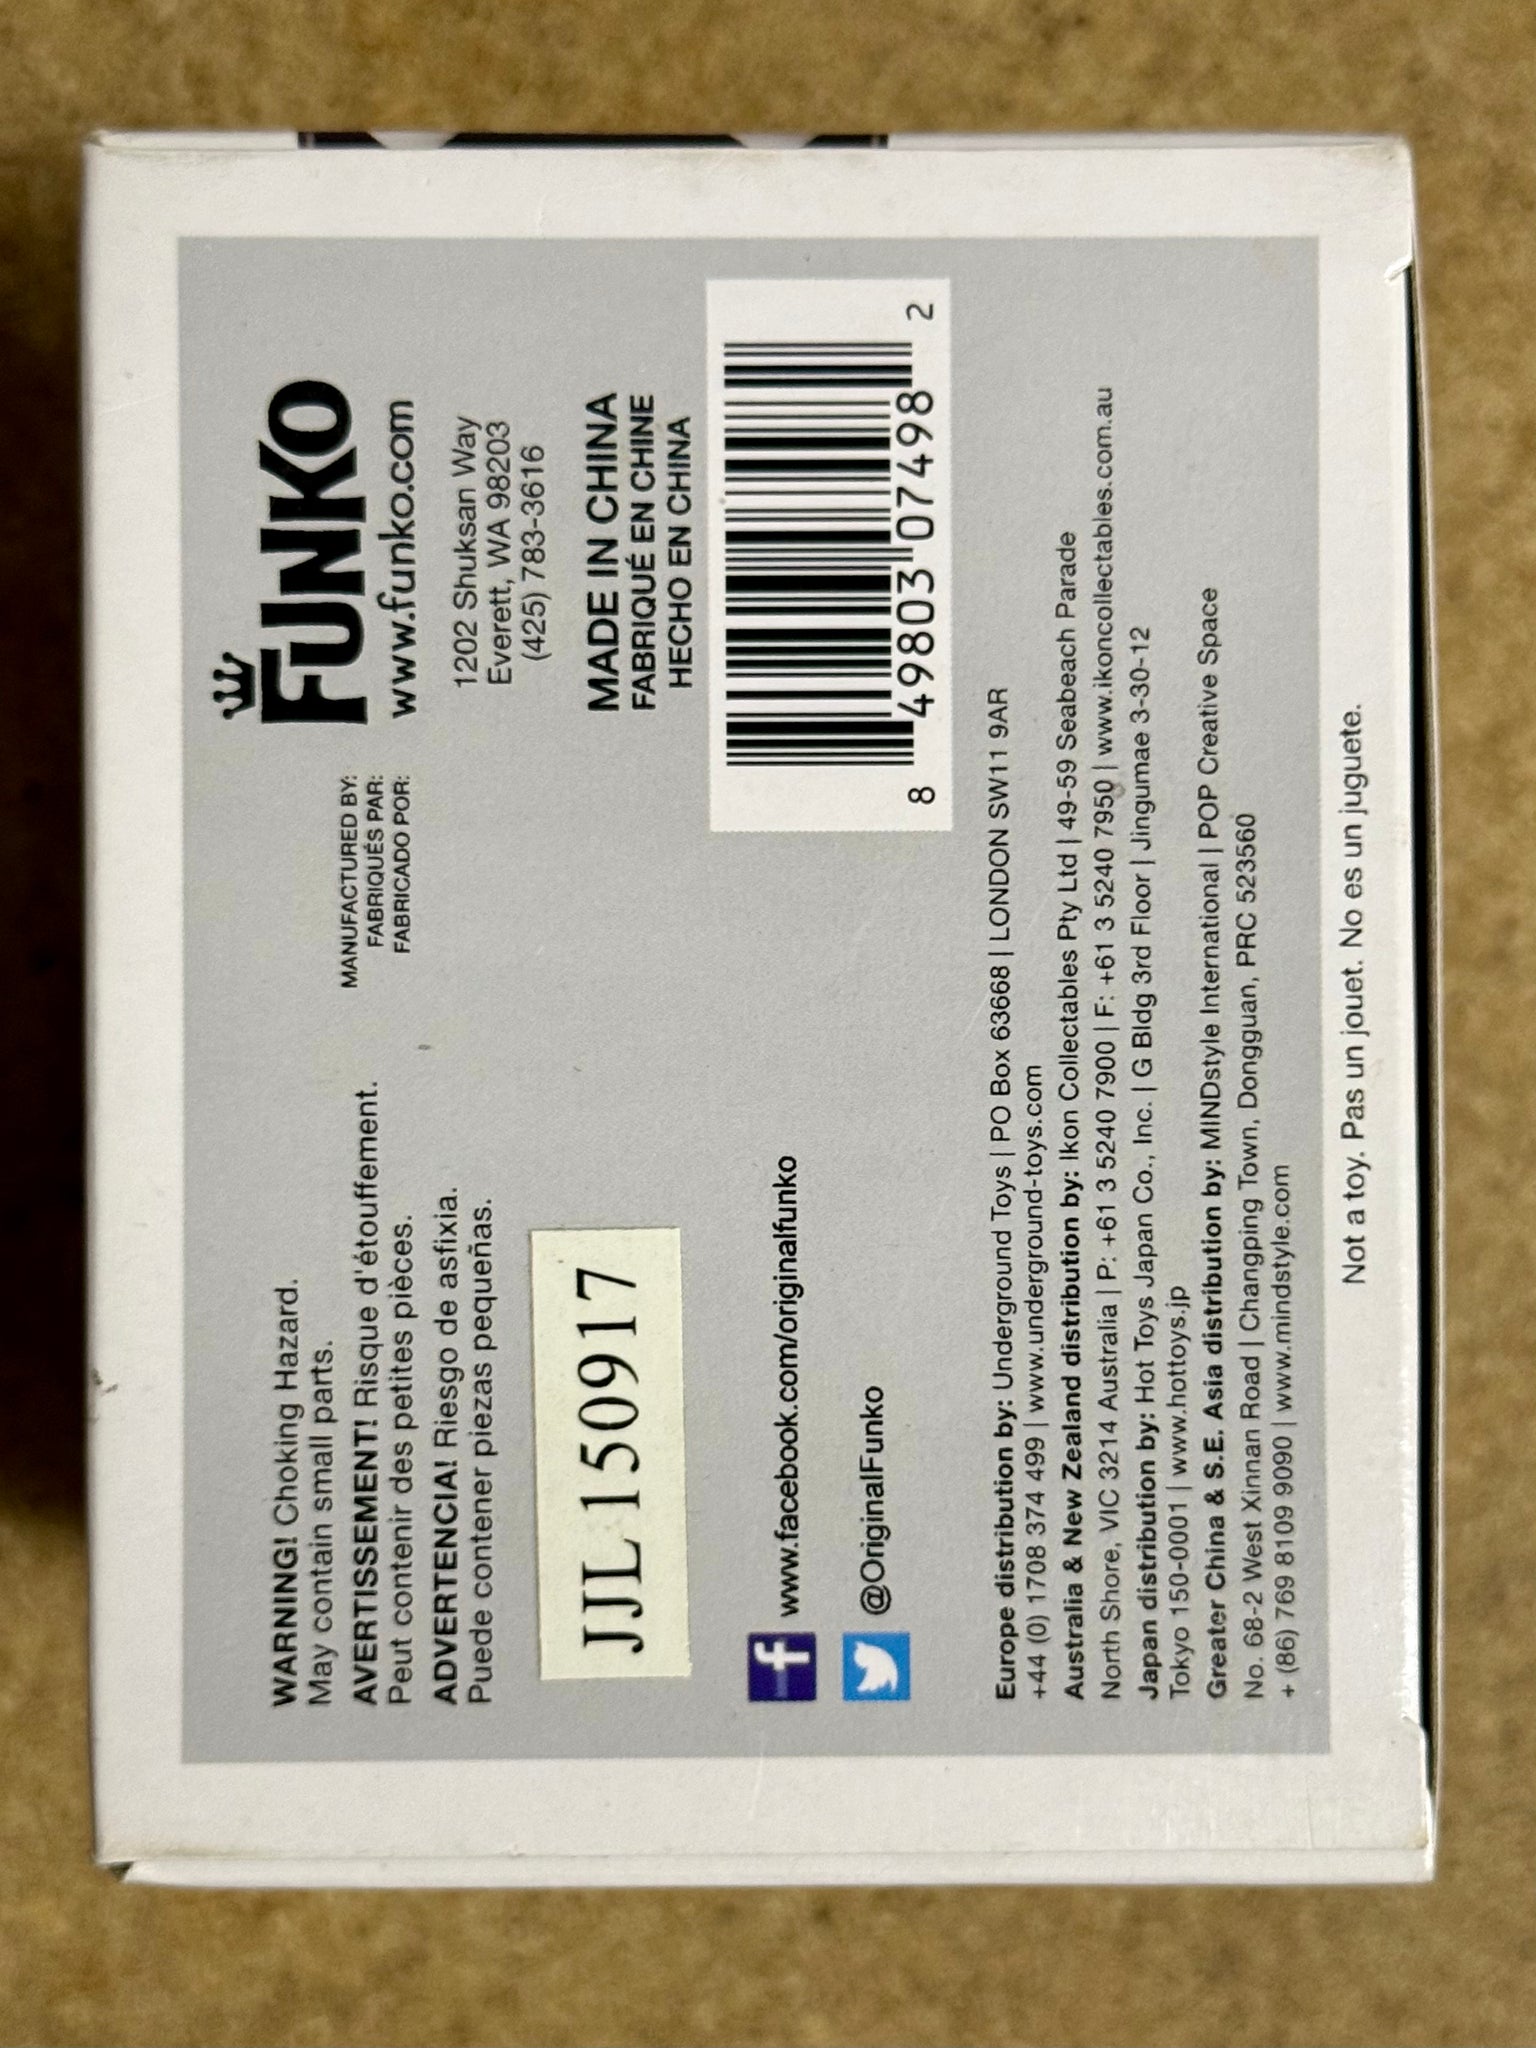 WARNING! Choking Hazard.
May contain small parts.
AVERTISSEMENT! Risque d'étouffement.
Peut contenir des petites pièces.
ADVERTENCIA! Riesgo de asfixia.
Puede contener piezas pequeñas.
JJL150917
f www.facebook.com/originalfunko
@OriginalFunko
MANUFACTURED BY:
FABRIQUÉS PAR:
FABRICADO POR:
FUNKO
www.funko.com
1202 Shuksan Way
Everett, WA 98203
(425) 783-3616
MADE IN CHINA
FABRIQUÉ EN CHINE
HECHO EN CHINA
8 49803 07498 2
Europe distribution by: Underground Toys | PO Box 63668 | LONDON SW11 9AR
+44 (0) 1708 374 499 | www.underground-toys.com
Australia & New Zealand distribution by: Ikon Collectables Pty Ltd | 49-59 Seabeach Parade
North Shore, VIC 3214 Australia | P: +61 3 5240 7900 | F: +61 3 5240 7950 | www.ikoncollectables.com.au
Japan distribution by: Hot Toys Japan Co., Inc. | G Bldg 3rd Floor | Jingumae 3-30-12
Tokyo 150-0001 | www.hottoys.jp
Greater China & S.E. Asia distribution by: MINDstyle International | POP Creative Space
No. 68-2 West Xinnan Road | Changping Town, Dongguan, PRC 523560
+ (86) 769 8109 9090 | www.mindstyle.com
Not a toy. Pas un jouet. No es un juguete.